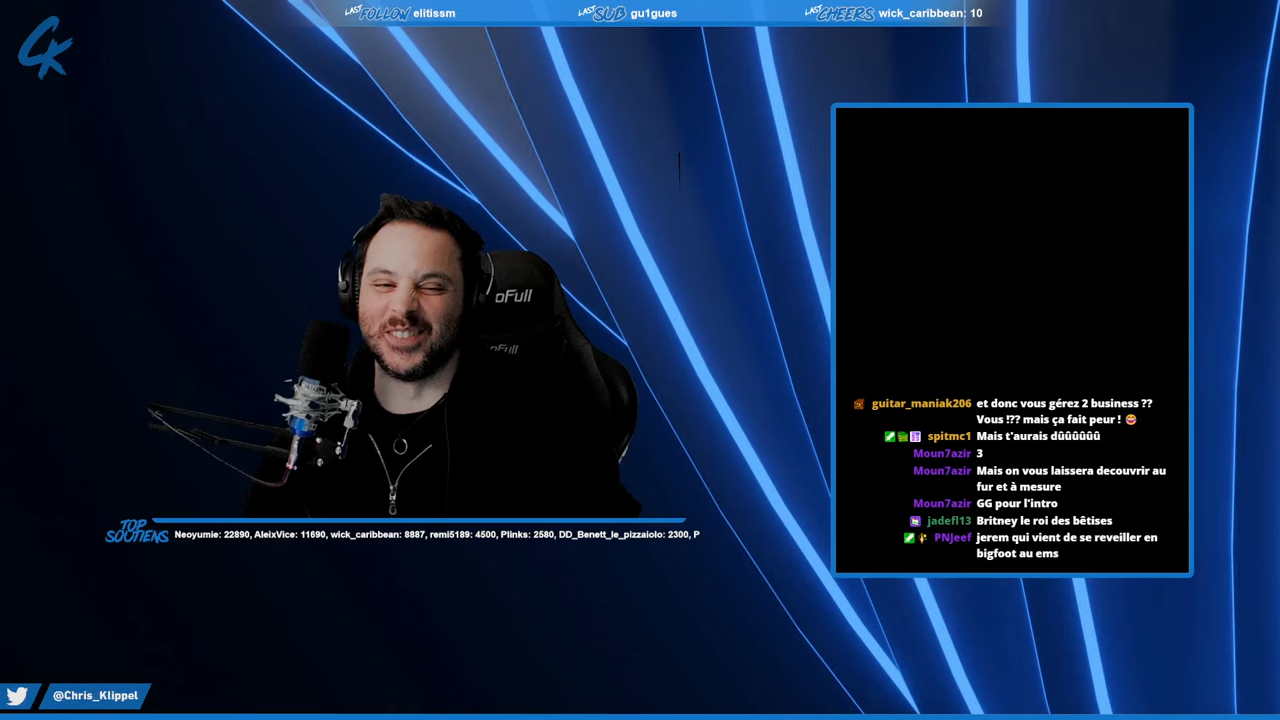 LAST FOLLOW elitissm
LAST SUB gu1gues
LAST CHEERS wick_caribbean: 10
CK
oFull
oFull
guitar_maniak206 et donc vous gérez 2 business ??
Vous !?? mais ça fait peur !
spitmc1 Mais t'aurais dûûûûûû
Moun7azir 3
Moun7azir Mais on vous laissera decouvrir au
fur et à mesure
Moun7azir GG pour l'intro
jadefl13 Britney le roi des bêtises
PNJeef jerem qui vient de se reveiller en
bigfoot au ems
TOP
SOUTIENS Neoyumie: 22890, AleixVice: 11690, wick_caribbean: 8887, remi5189: 4500, Plinks: 2580, DD_Benett_le_pizzaiolo: 2300, P
@Chris_Klippel